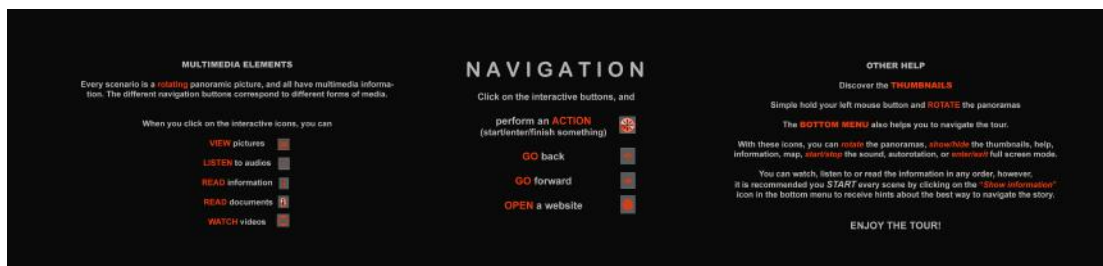 MULTIMEDIA ELEMENTS
Every scenario is a rotating panoramic picture, and all have multimedia informa-
tion. The different navigation buttons correspond to different forms of media.
When you click on the interactive icons, you can
VIEW pictures
LISTEN to audios
READ information
READ documents
WATCH videos
NAVIGATION
Click on the interactive buttons, and
perform an ACTION
(start/enter/finish something)
GO back
GO forward
OPEN a website
OTHER HELP
Discover the THUMBNAILS
Simple hold your left mouse button and ROTATE the panoramas
The BOTTOM MENU also helps you to navigate the tour.
With these icons, you can rotate the panoramas, show/hide the thumbnails, help,
information, map, start/stop the sound, autorotation, or enter/exit full screen mode.
You can watch, listen to or read the information in any order, however,
it is recommended you START every scene by clicking on the "Show information"
icon in the bottom menu to receive hints about the best way to navigate the story.
ENJOY THE TOUR!